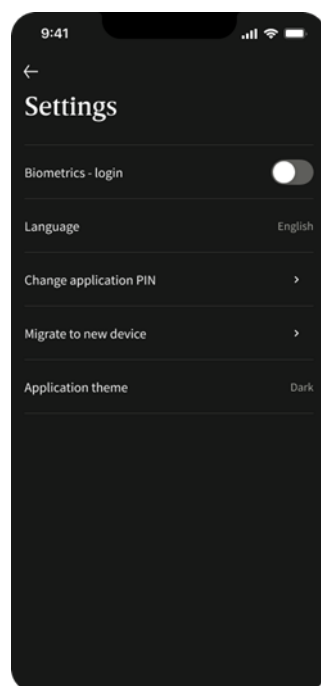 9:41
Settings
Biometrics - login
Language English
Change application PIN
Migrate to new device
Application theme Dark